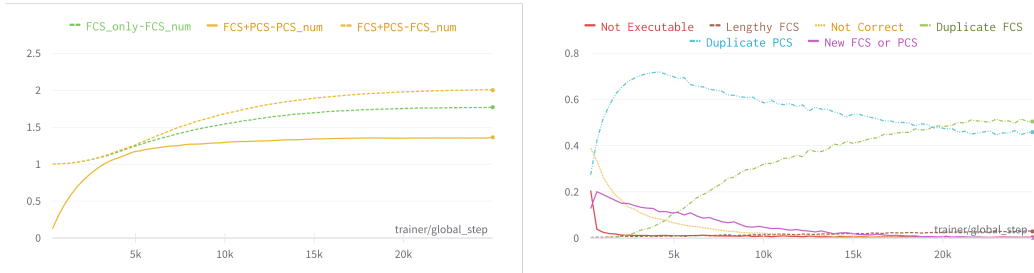 FCS_only-FCS_num FCS+PCS-PCS_num FCS+PCS-FCS_num
2.5
2
1.5
1
0.5
0
trainer/global_step
5k 10k 15k 20k
Not Executable Lengthy FCS Not Correct Duplicate FCS
Duplicate PCS New FCS or PCS
0.8
0.6
0.4
0.2
0
trainer/global_step
5k 10k 15k 20k